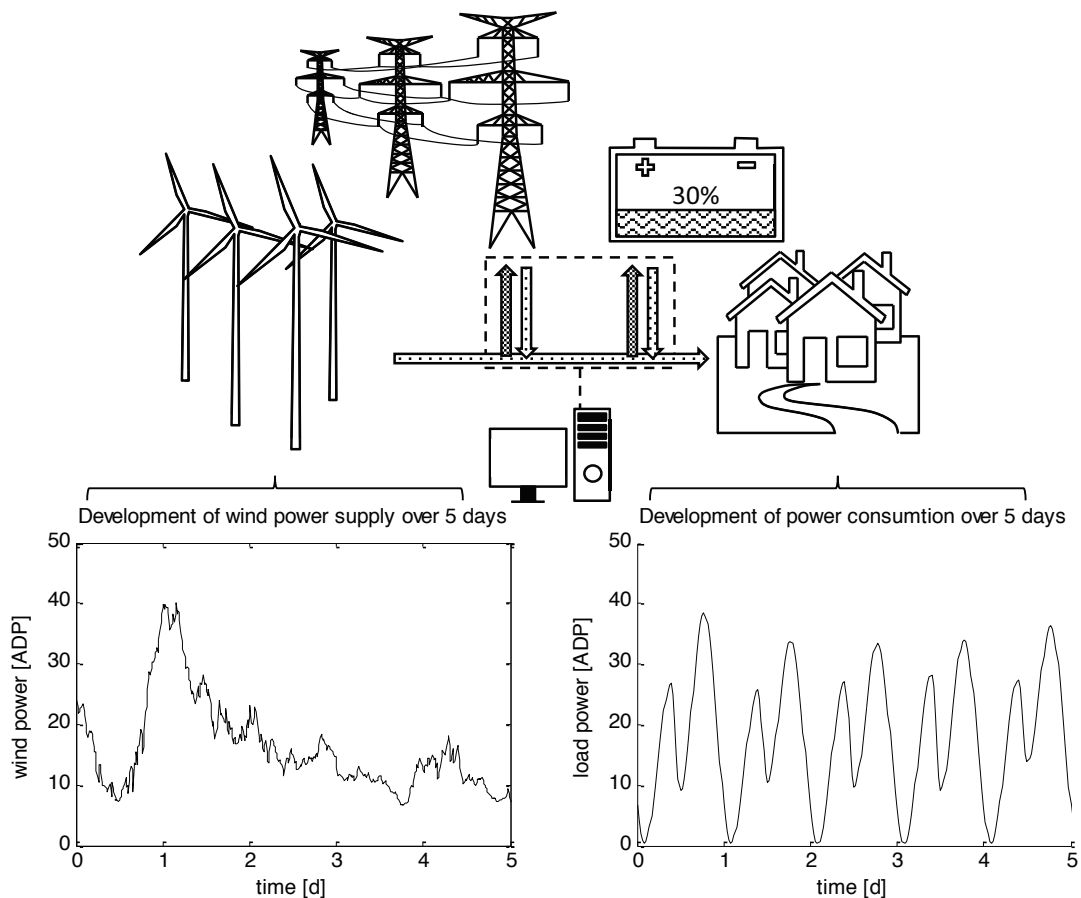 + −
30%
Development of wind power supply over 5 days
Development of power consumtion over 5 days
50
40
30
20
10
0
wind power [ADP]
0 1 2 3 4 5
time [d]
50
40
30
20
10
0
load power [ADP]
0 1 2 3 4 5
time [d]